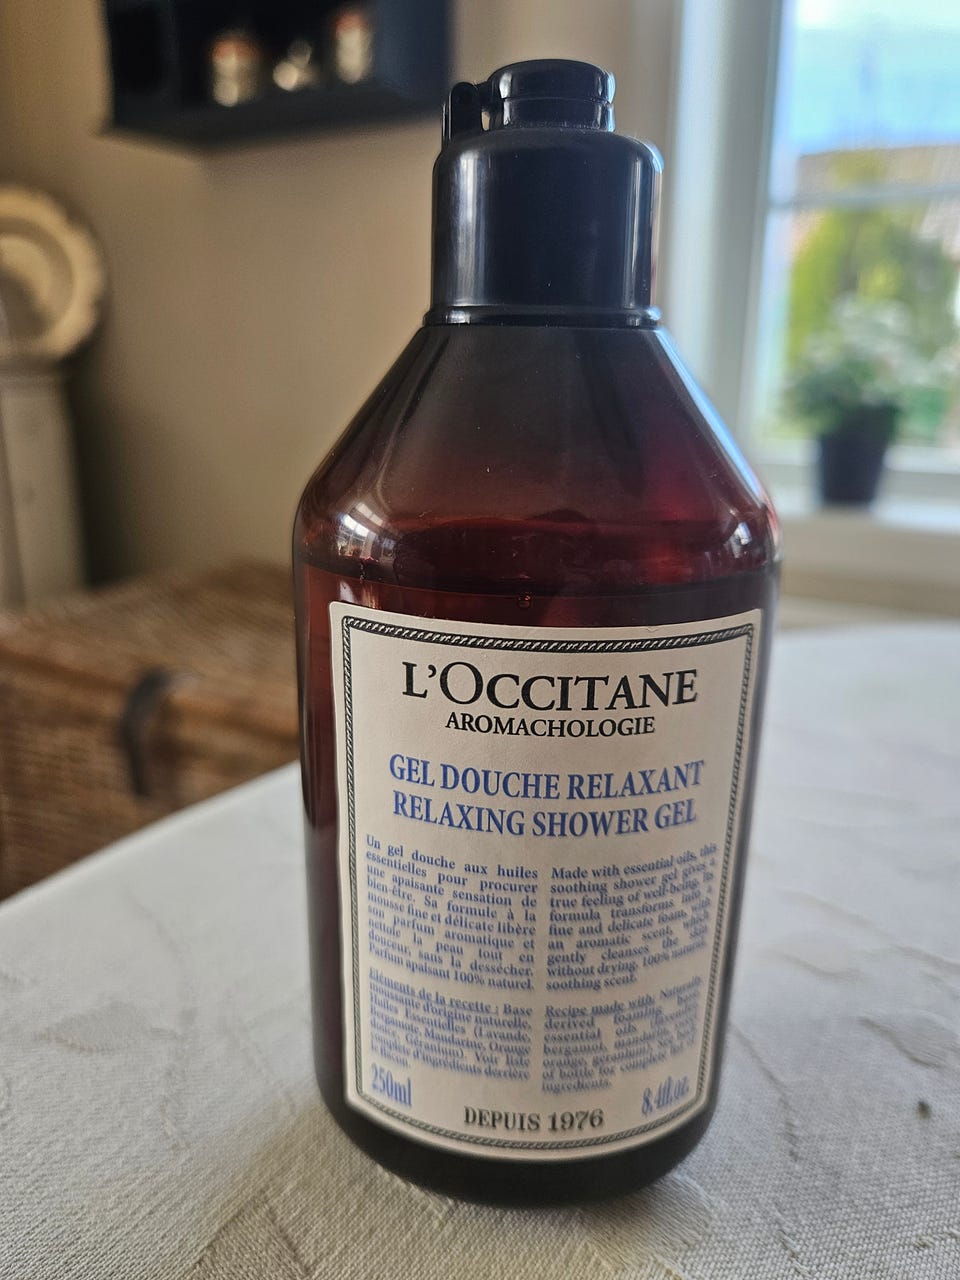 L'OCCITANE
AROMACHOLOGIE
GEL DOUCHE RELAXANT
RELAXING SHOWER GEL
Un gel douche aux huiles
essentielles pour procurer
une apaisante sensation de
bien-être. Sa formule à la
mousse fine et délicate libère
son parfum aromatique et
nettoie la peau tout en
douceur, sans la dessécher.
Parfum apaisant 100% naturel.
Made with essential oils, this
soothing shower gel gives a
true feeling of well-being. Its
formula transforms into a
fine and delicate foam, with
an aromatic scent, which
gently cleanses the skin
without drying. 100% natural
soothing scent.
Eléments de la recette : Base
moussante d'origine naturelle,
Huiles Essentielles (Lavande,
Bergamote, Mandarine, Orange
douce, Géranium). Voir liste
complète d'ingrédients derrière
le flacon.
Recipe made with: Naturally
derived foaming base,
essential oils (lavender,
bergamot, mandarin, sweet
orange, geranium). See back
of bottle for complete list of
ingredients.
250ml
8.4fl.oz.
DEPUIS 1976